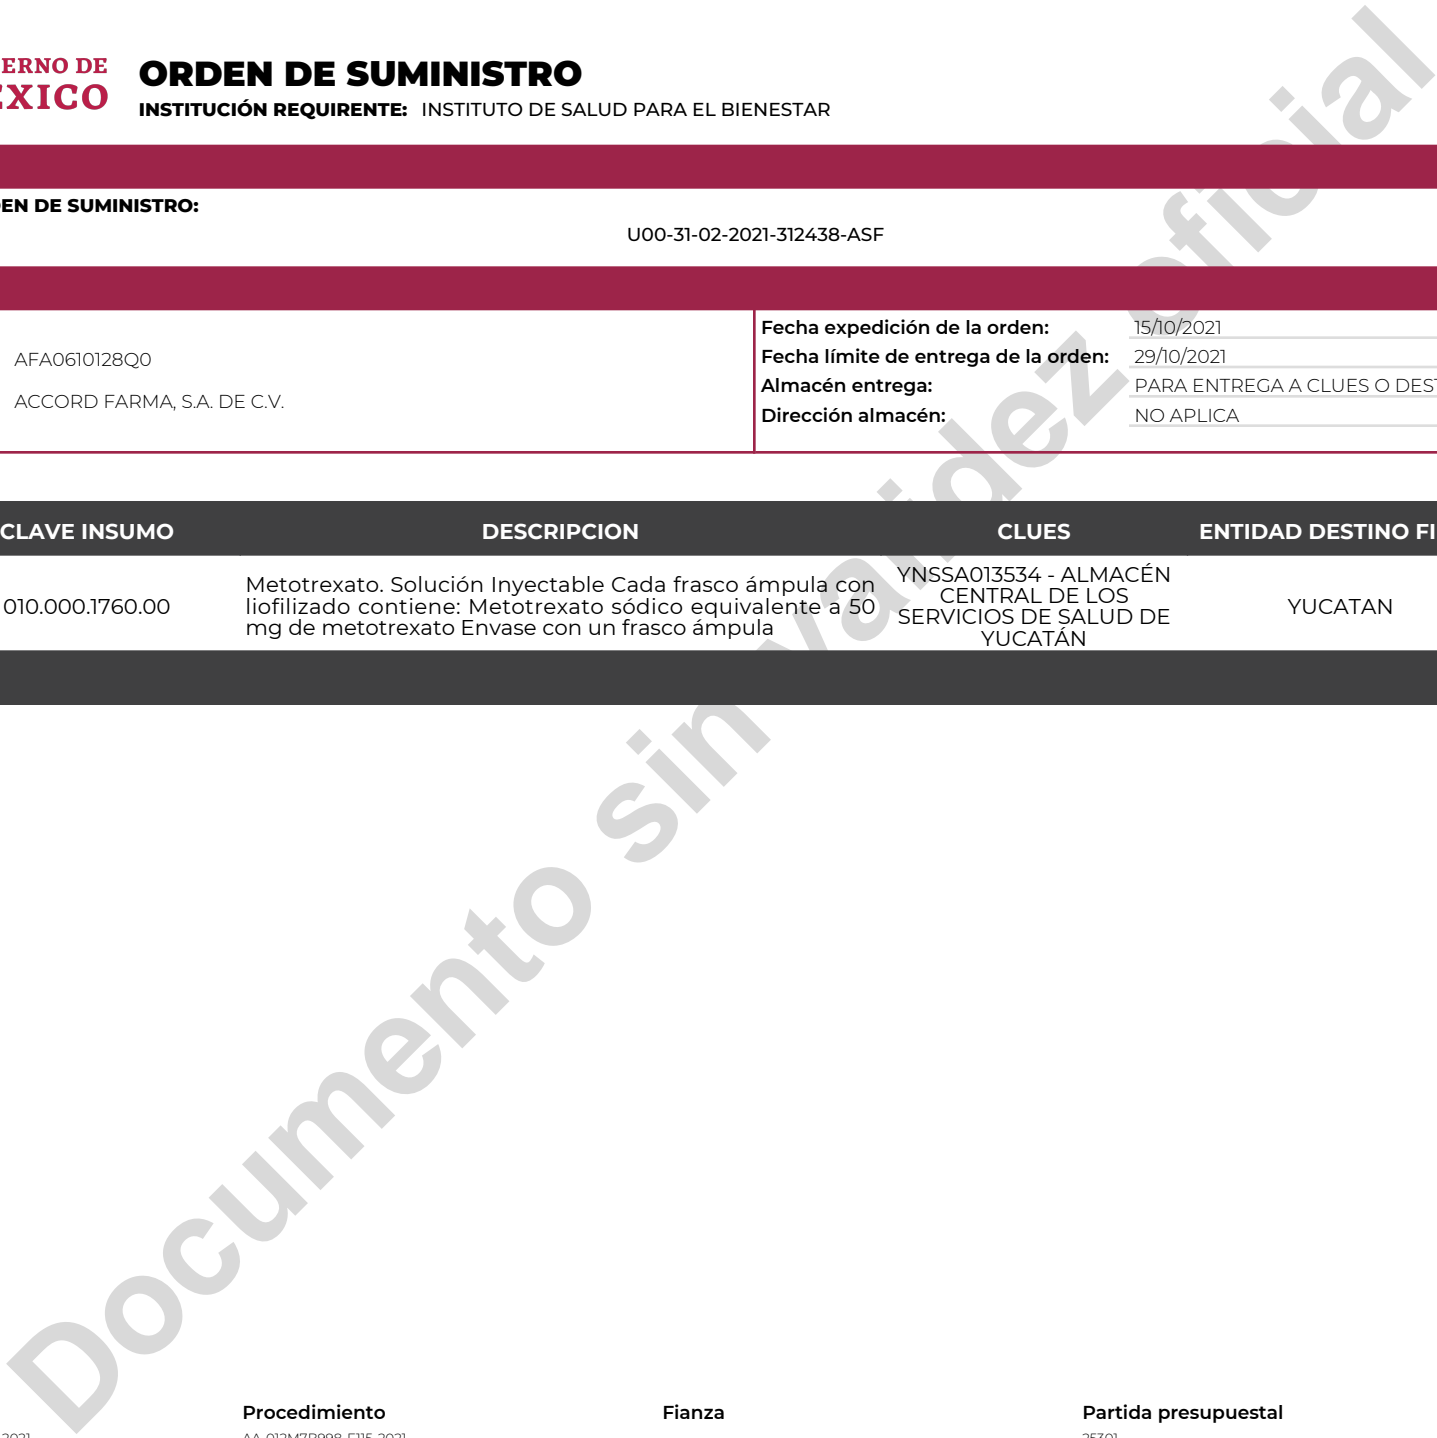 ERNO DE
EXICO
ORDEN DE SUMINISTRO
INSTITUCIÓN REQUIRENTE: INSTITUTO DE SALUD PARA EL BIENESTAR
EN DE SUMINISTRO:
U00-31-02-2021-312438-ASF
AFA0610128Q0
ACCORD FARMA, S.A. DE C.V.
Fecha expedición de la orden: 15/10/2021
Fecha límite de entrega de la orden: 29/10/2021
Almacén entrega: PARA ENTREGA A CLUES O DEST
Dirección almacén: NO APLICA
CLAVE INSUMO DESCRIPCION CLUES ENTIDAD DESTINO FI
010.000.1760.00
Metotrexato. Solución Inyectable Cada frasco ámpula con
liofilizado contiene: Metotrexato sódico equivalente a 50
mg de metotrexato Envase con un frasco ámpula
YNSSA013534 - ALMACÉN
CENTRAL DE LOS
SERVICIOS DE SALUD DE
YUCATÁN
YUCATAN
Documento sin validez oficial
Procedimiento Fianza Partida presupuestal